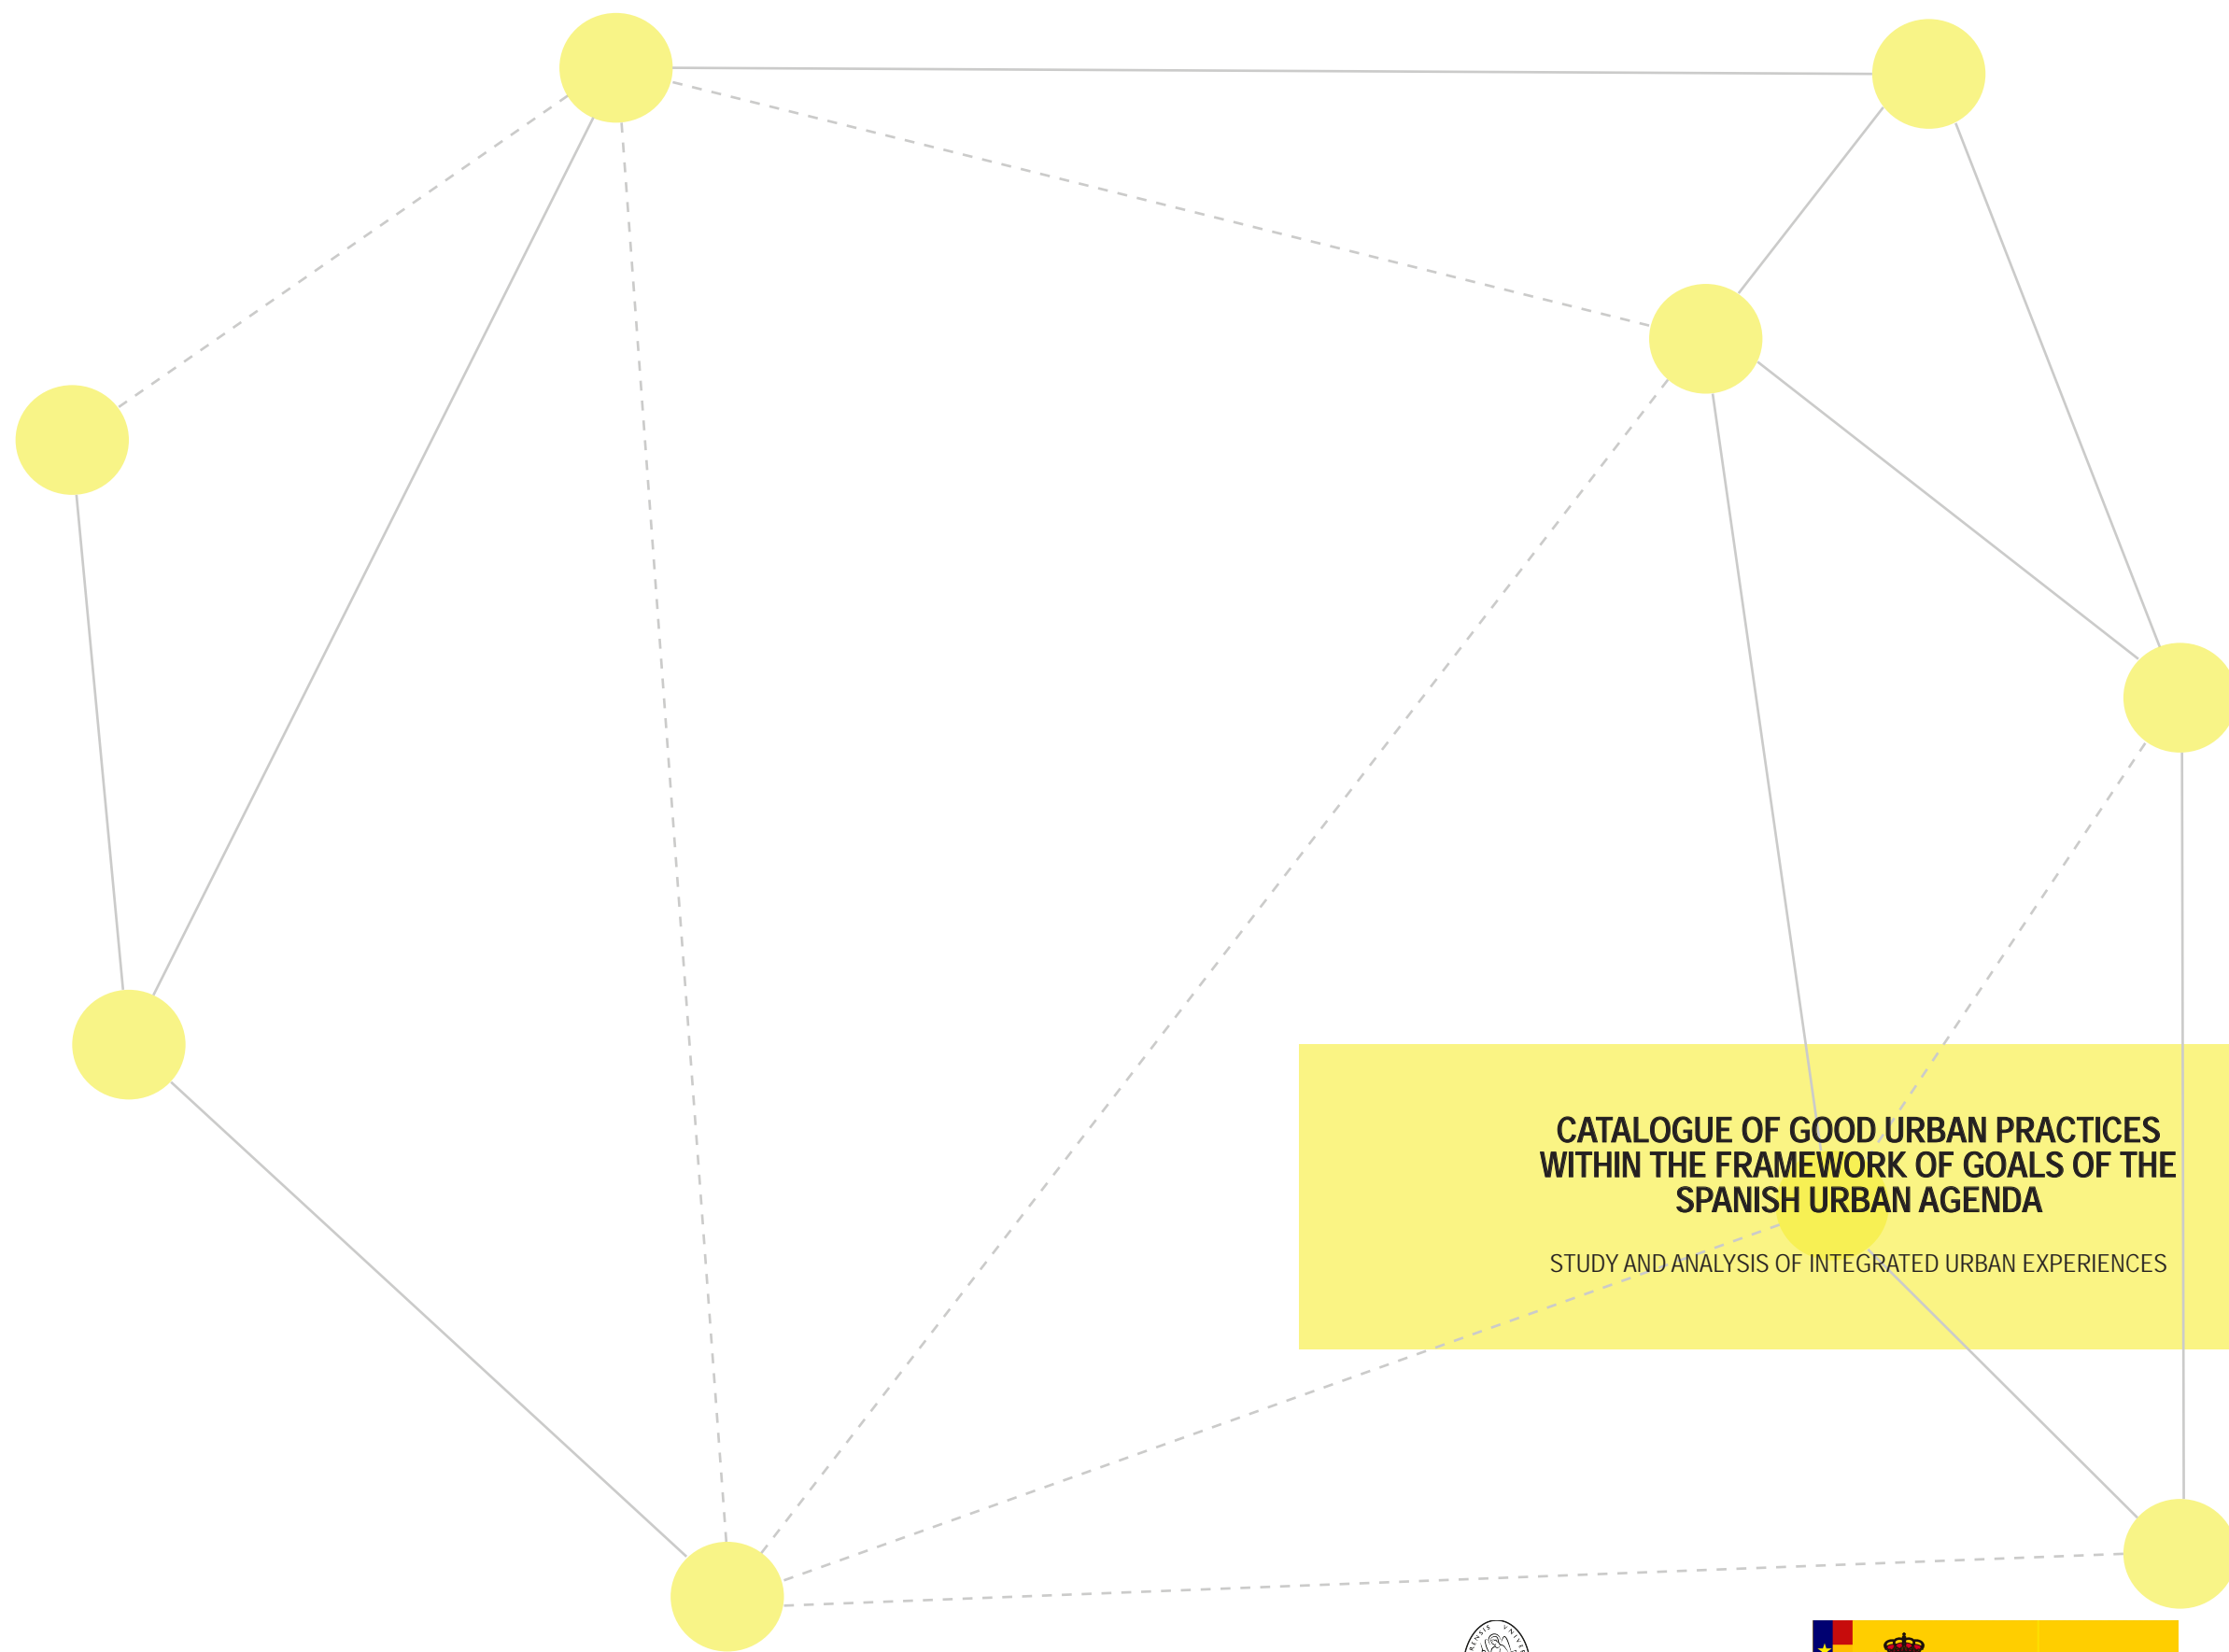 CATALOGUE OF GOOD URBAN PRACTICES
WITHIN THE FRAMEWORK OF GOALS OF THE
SPANISH URBAN AGENDA
STUDY AND ANALYSIS OF INTEGRATED URBAN EXPERIENCES